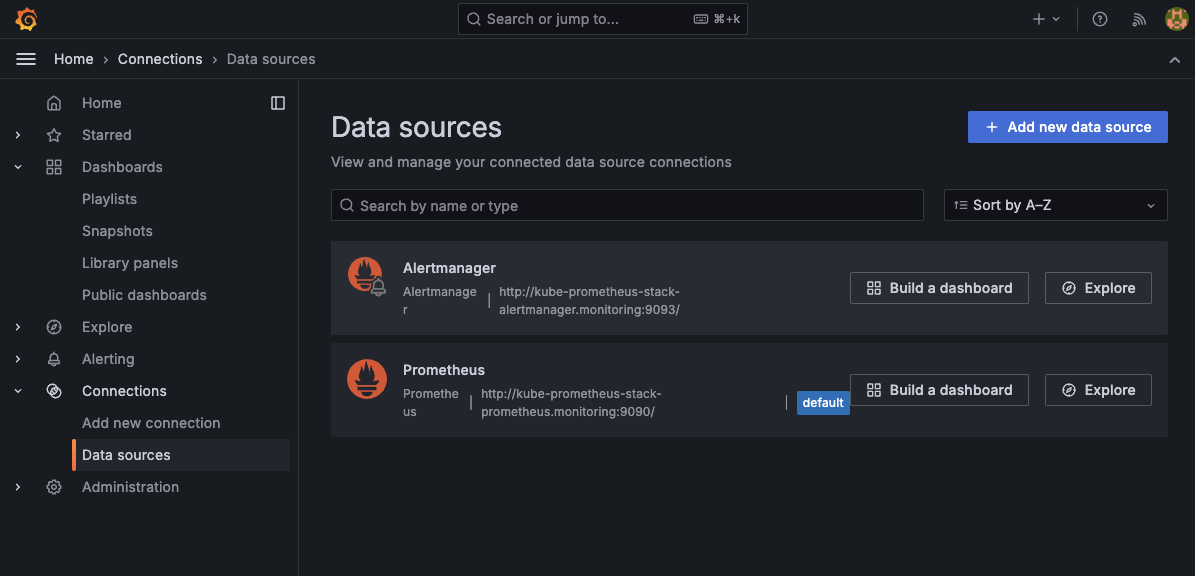 Search or jump to... ⌘+k
Home › Connections › Data sources
Home
Starred
Dashboards
Playlists
Snapshots
Library panels
Public dashboards
Explore
Alerting
Connections
Add new connection
Data sources
Administration
Data sources
+ Add new data source
View and manage your connected data source connections
Search by name or type
Sort by A–Z
Alertmanager
Alertmanage
r
| http://kube-prometheus-stack-
alertmanager.monitoring:9093/
Build a dashboard
Explore
Prometheus
Promethe
us
| http://kube-prometheus-stack-
prometheus.monitoring:9090/
| default
Build a dashboard
Explore